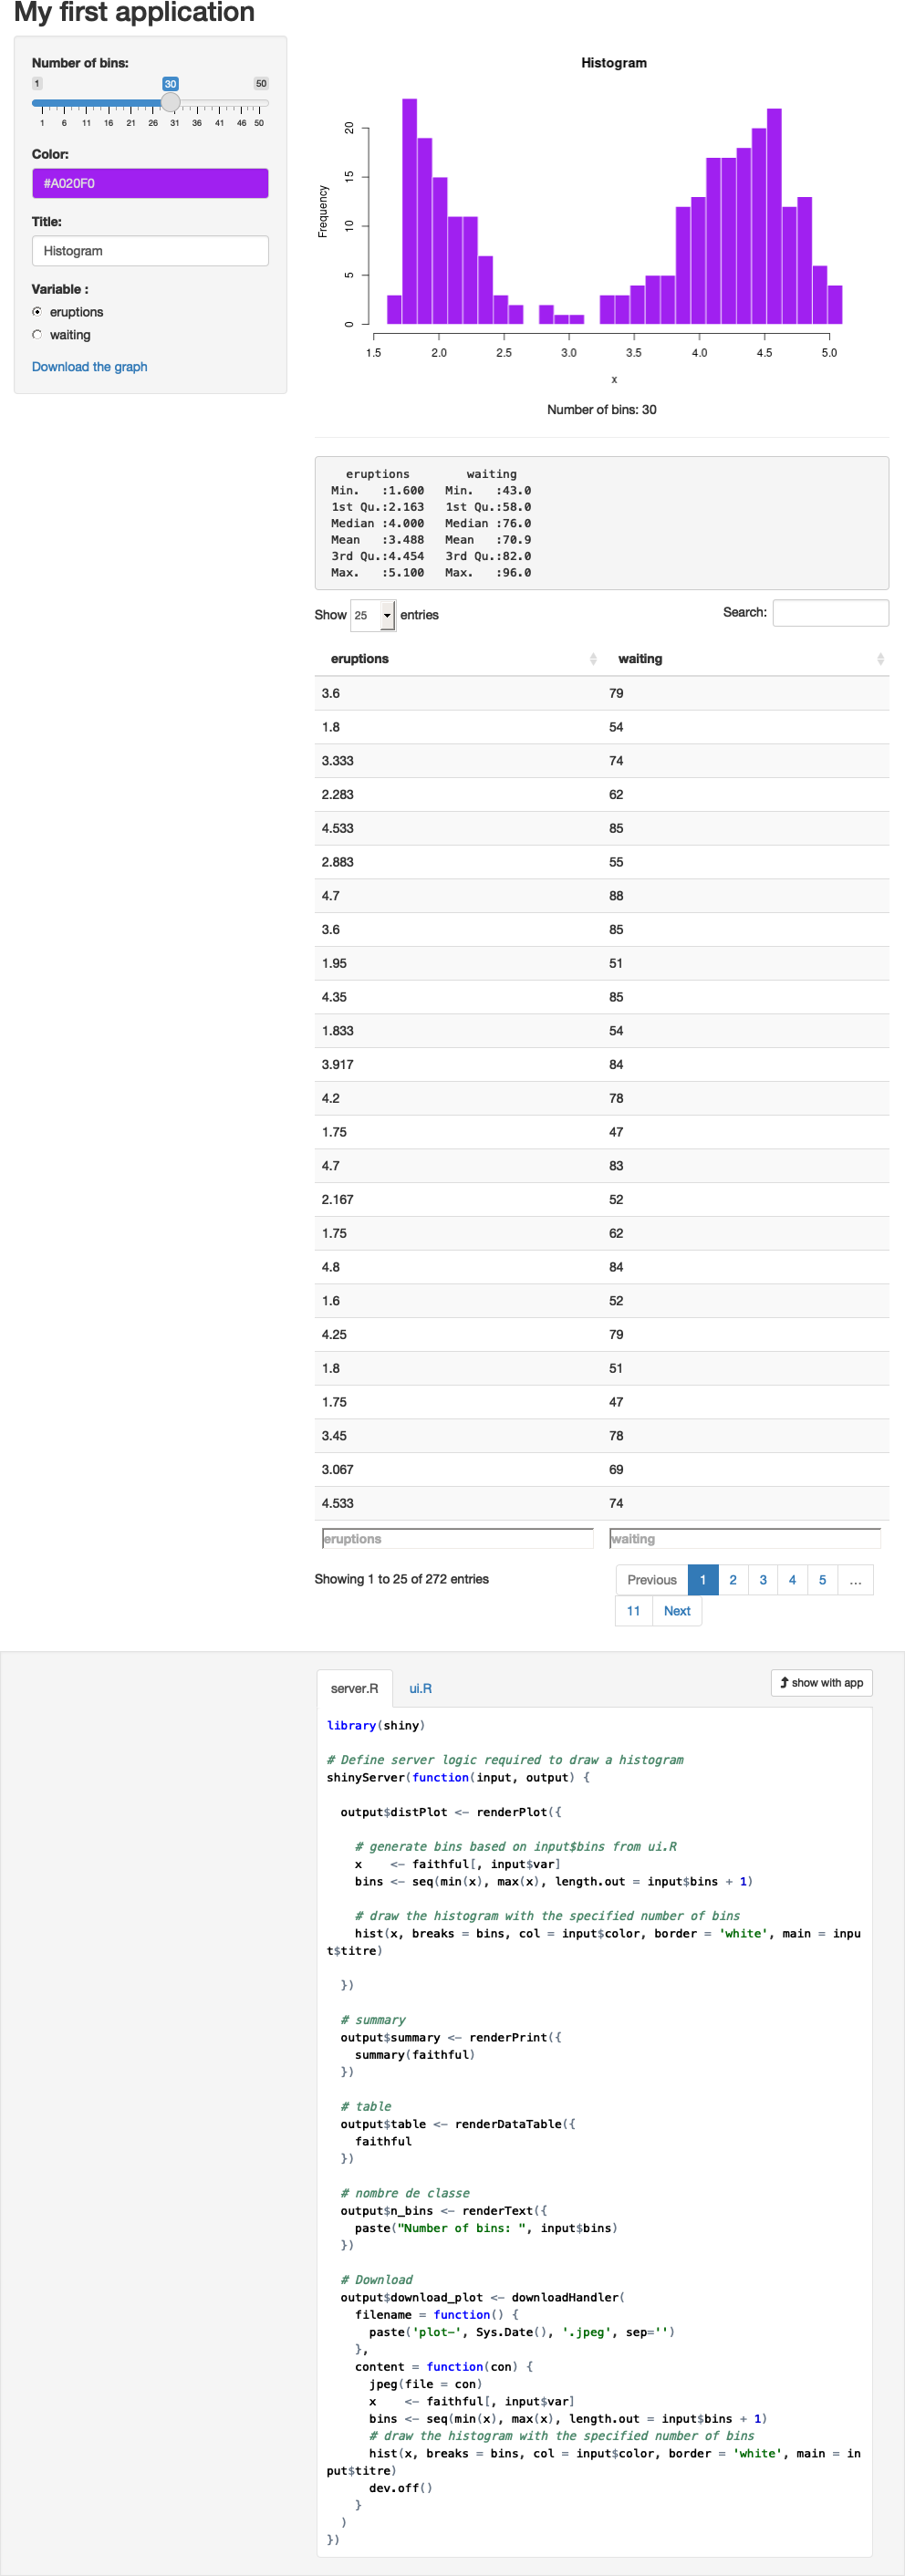 My first application
Number of bins:
1 30 50
1 6 11 16 21 26 31 36 41 46 50
Color:
#A020F0
Title:
Histogram
Variable :
eruptions
waiting
Download the graph
Histogram
Frequency
0 5 10 15 20
1.5 2.0 2.5 3.0 3.5 4.0 4.5 5.0
x
Number of bins: 30
eruptions waiting
Min. :1.600 Min. :43.0
1st Qu.:2.163 1st Qu.:58.0
Median :4.000 Median :76.0
Mean :3.488 Mean :70.9
3rd Qu.:4.454 3rd Qu.:82.0
Max. :5.100 Max. :96.0
Show 25 entries Search:
eruptions waiting
3.6 79
1.8 54
3.333 74
2.283 62
4.533 85
2.883 55
4.7 88
3.6 85
1.95 51
4.35 85
1.833 54
3.917 84
4.2 78
1.75 47
4.7 83
2.167 52
1.75 62
4.8 84
1.6 52
4.25 79
1.8 51
1.75 47
3.45 78
3.067 69
4.533 74
eruptions waiting
Showing 1 to 25 of 272 entries
Previous 1 2 3 4 5 ...
11 Next
server.R ui.R show with app
library(shiny)
# Define server logic required to draw a histogram
shinyServer(function(input, output) {
output$distPlot <- renderPlot({
# generate bins based on input$bins from ui.R
x <- faithful[, input$var]
bins <- seq(min(x), max(x), length.out = input$bins + 1)
# draw the histogram with the specified number of bins
hist(x, breaks = bins, col = input$color, border = 'white', main = inpu
t$titre)
})
# summary
output$summary <- renderPrint({
summary(faithful)
})
# table
output$table <- renderDataTable({
faithful
})
# nombre de classe
output$n_bins <- renderText({
paste("Number of bins: ", input$bins)
})
# Download
output$download_plot <- downloadHandler(
filename = function() {
paste('plot-', Sys.Date(), '.jpeg', sep='')
},
content = function(con) {
jpeg(file = con)
x <- faithful[, input$var]
bins <- seq(min(x), max(x), length.out = input$bins + 1)
# draw the histogram with the specified number of bins
hist(x, breaks = bins, col = input$color, border = 'white', main = in
put$titre)
dev.off()
}
)
})